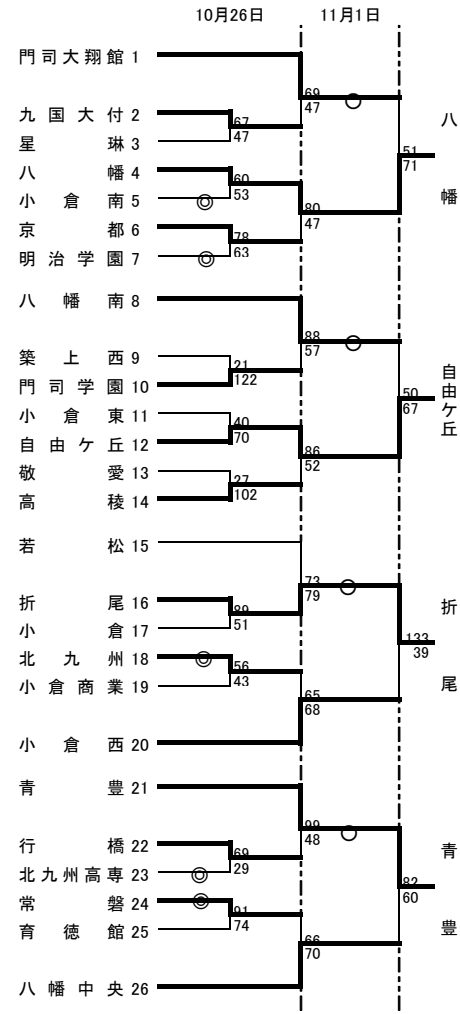 10月26日 11月1日
門司大翔館 1
69
47
九国大付 2
67
47
星琳 3
八幡
51
71
八幡 4
60
53
小倉南 5 ◎
80
47
京都 6
78
63
明治学園 7 ◎
八幡南 8
88
57
築上西 9
21
122
門司学園 10
自由ケ丘
50
67
小倉東 11
40
70
自由ケ丘 12
86
52
敬愛 13
27
102
高稜 14
若松 15
73
79
折尾 16
89
51
小倉 17
折尾
133
39
北九州 18 ◎
56
43
小倉商業 19
65
68
小倉西 20
青豊 21
99
48
行橋 22
69
29
北九州高専 23 ◎
青豊
82
60
常磐 24 ◎
91
74
育徳館 25
66
70
八幡中央 26